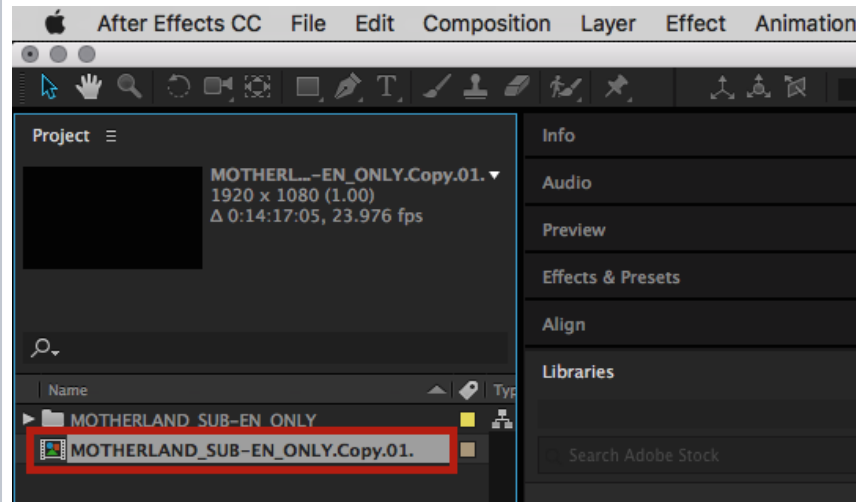 After Effects CC File Edit Composition Layer Effect Animation
T
Project
MOTHERL...-EN_ONLY.Copy.01.
1920 x 1080 (1.00)
Δ 0:14:17:05, 23.976 fps
Name
MOTHERLAND_SUB-EN_ONLY
MOTHERLAND_SUB-EN_ONLY.Copy.01.
Info
Audio
Preview
Effects & Presets
Align
Libraries
Search Adobe Stock